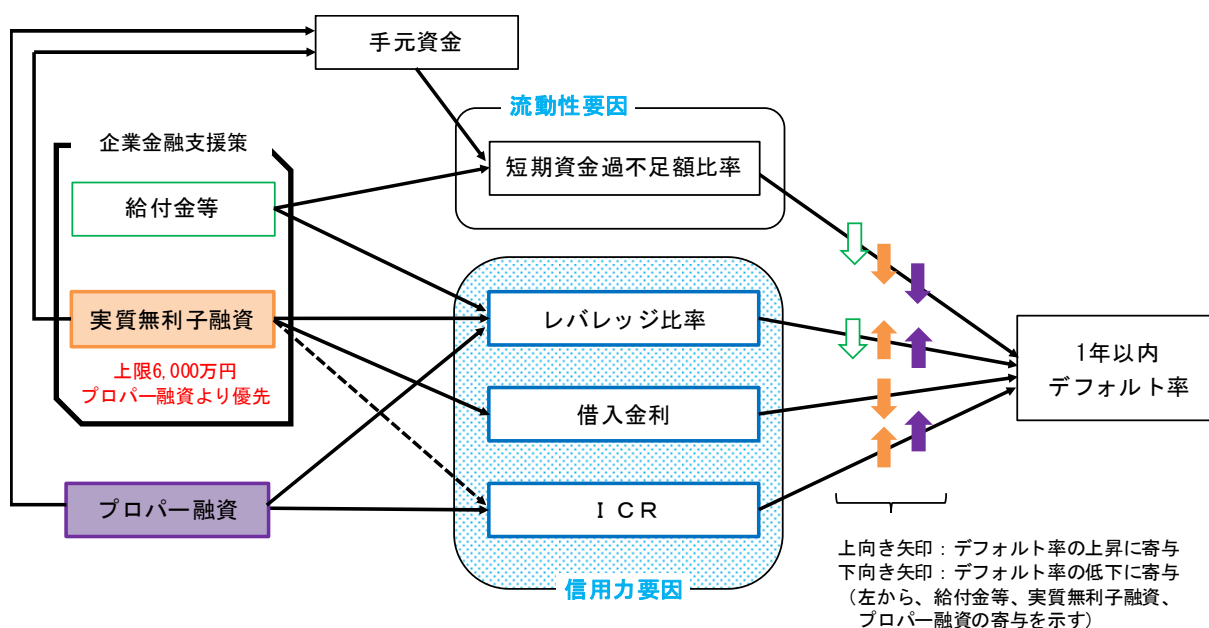 手元資金
流動性要因
企業金融支援策
短期資金過不足額比率
給付金等
実質無利子融資
レバレッジ比率
上限6,000万円
プロパー融資より優先
1年以内
デフォルト率
借入金利
プロパー融資
ＩＣＲ
信用力要因
上向き矢印：デフォルト率の上昇に寄与
下向き矢印：デフォルト率の低下に寄与
（左から、給付金等、実質無利子融資、
プロパー融資の寄与を示す）